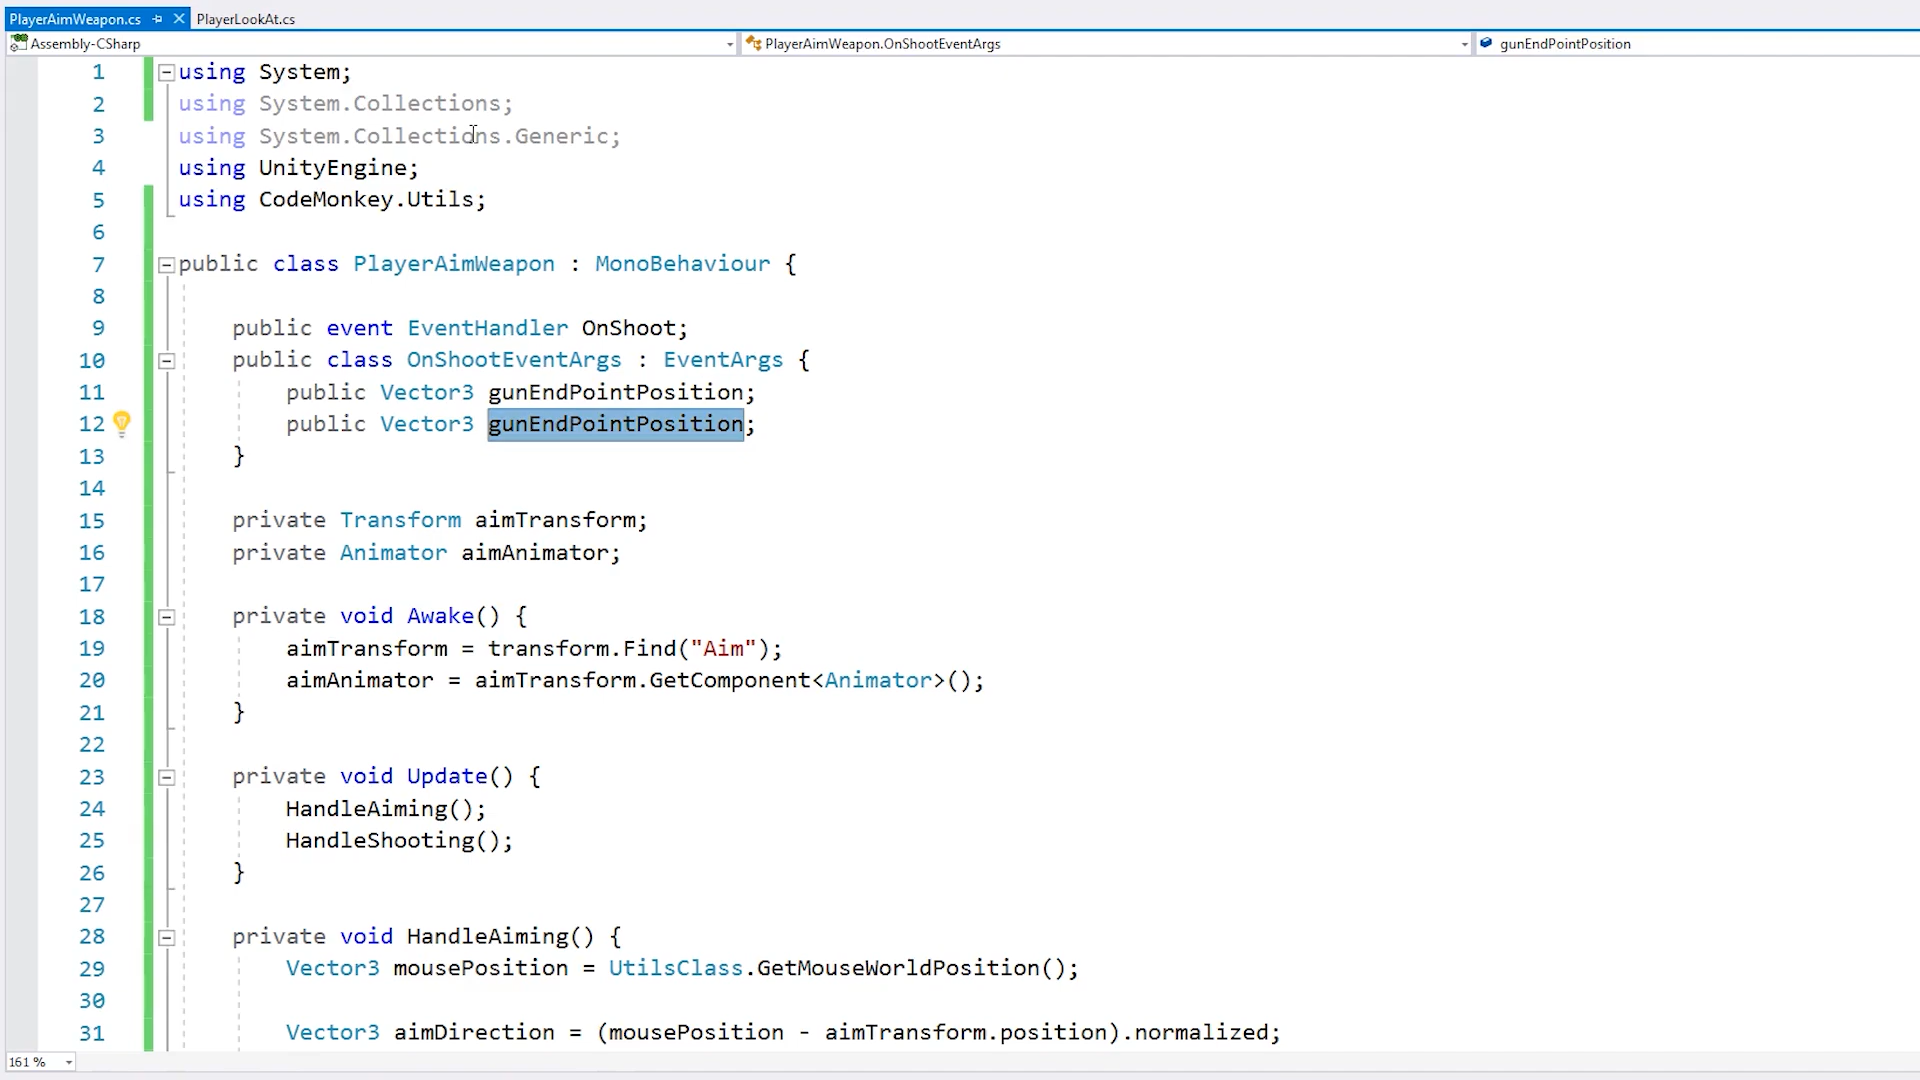 PlayerAimWeapon.cs PlayerLookAt.cs
Assembly-CSharp PlayerAimWeapon.OnShootEventArgs gunEndPointPosition
1 using System;
2 using System.Collections;
3 using System.Collections.Generic;
4 using UnityEngine;
5 using CodeMonkey.Utils;
6
7 public class PlayerAimWeapon : MonoBehaviour {
8
9 public event EventHandler OnShoot;
10 public class OnShootEventArgs : EventArgs {
11 public Vector3 gunEndPointPosition;
12 public Vector3 gunEndPointPosition;
13 }
14
15 private Transform aimTransform;
16 private Animator aimAnimator;
17
18 private void Awake() {
19 aimTransform = transform.Find("Aim");
20 aimAnimator = aimTransform.GetComponent<Animator>();
21 }
22
23 private void Update() {
24 HandleAiming();
25 HandleShooting();
26 }
27
28 private void HandleAiming() {
29 Vector3 mousePosition = UtilsClass.GetMouseWorldPosition();
30
31 Vector3 aimDirection = (mousePosition - aimTransform.position).normalized;
161 %